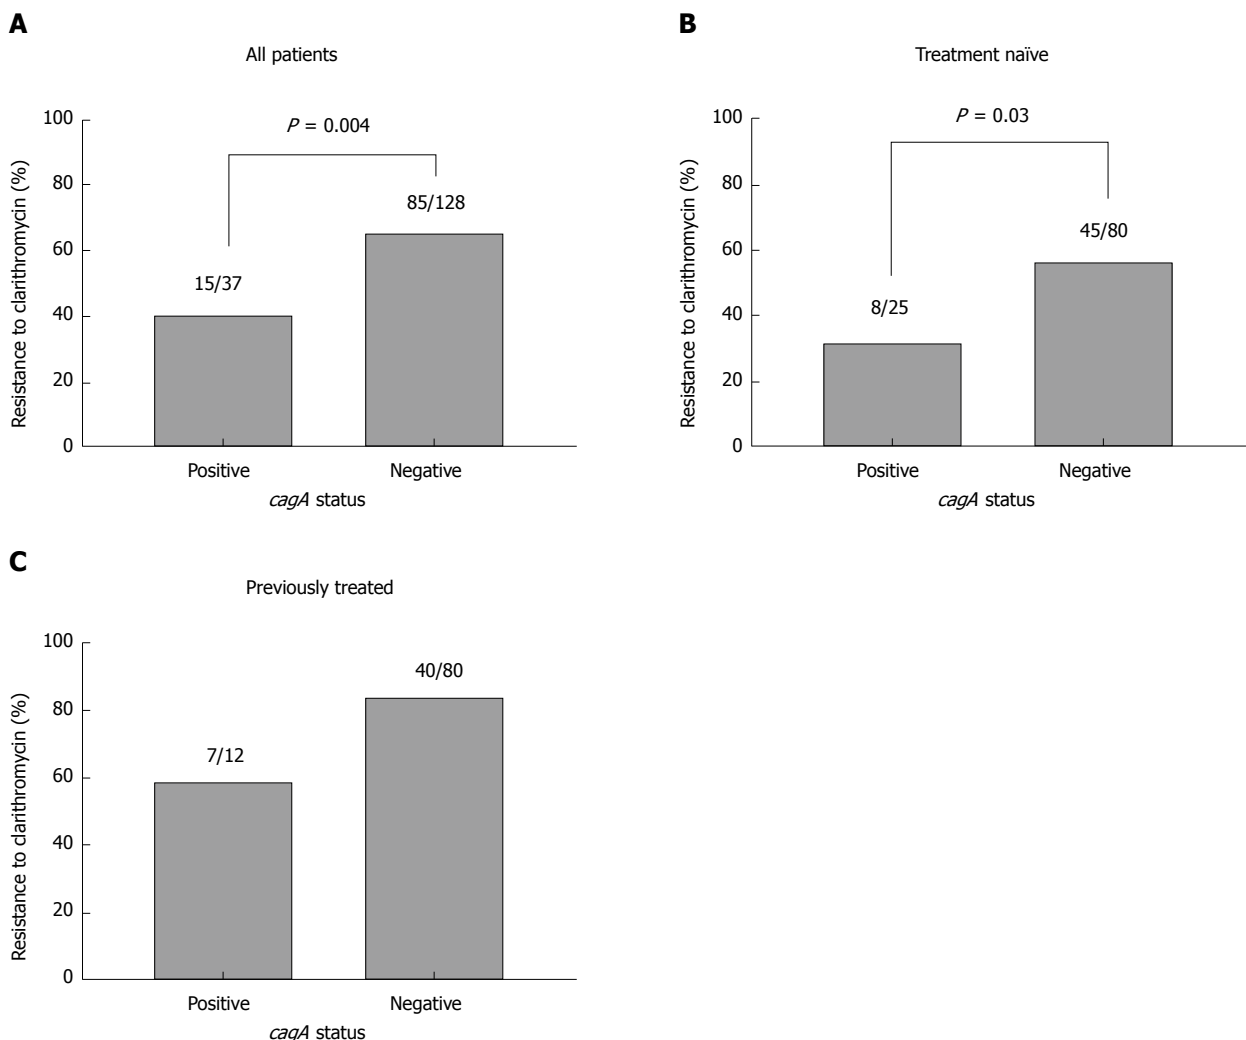 A
All patients
100
80
60
40
20
0
Resistance to clarithromycin (%)
P = 0.004
15/37
85/128
Positive
Negative
cagA status
B
Treatment naïve
100
80
60
40
20
0
Resistance to clarithromycin (%)
P = 0.03
8/25
45/80
Positive
Negative
cagA status
C
Previously treated
100
80
60
40
20
0
Resistance to clarithromycin (%)
7/12
40/80
Positive
Negative
cagA status